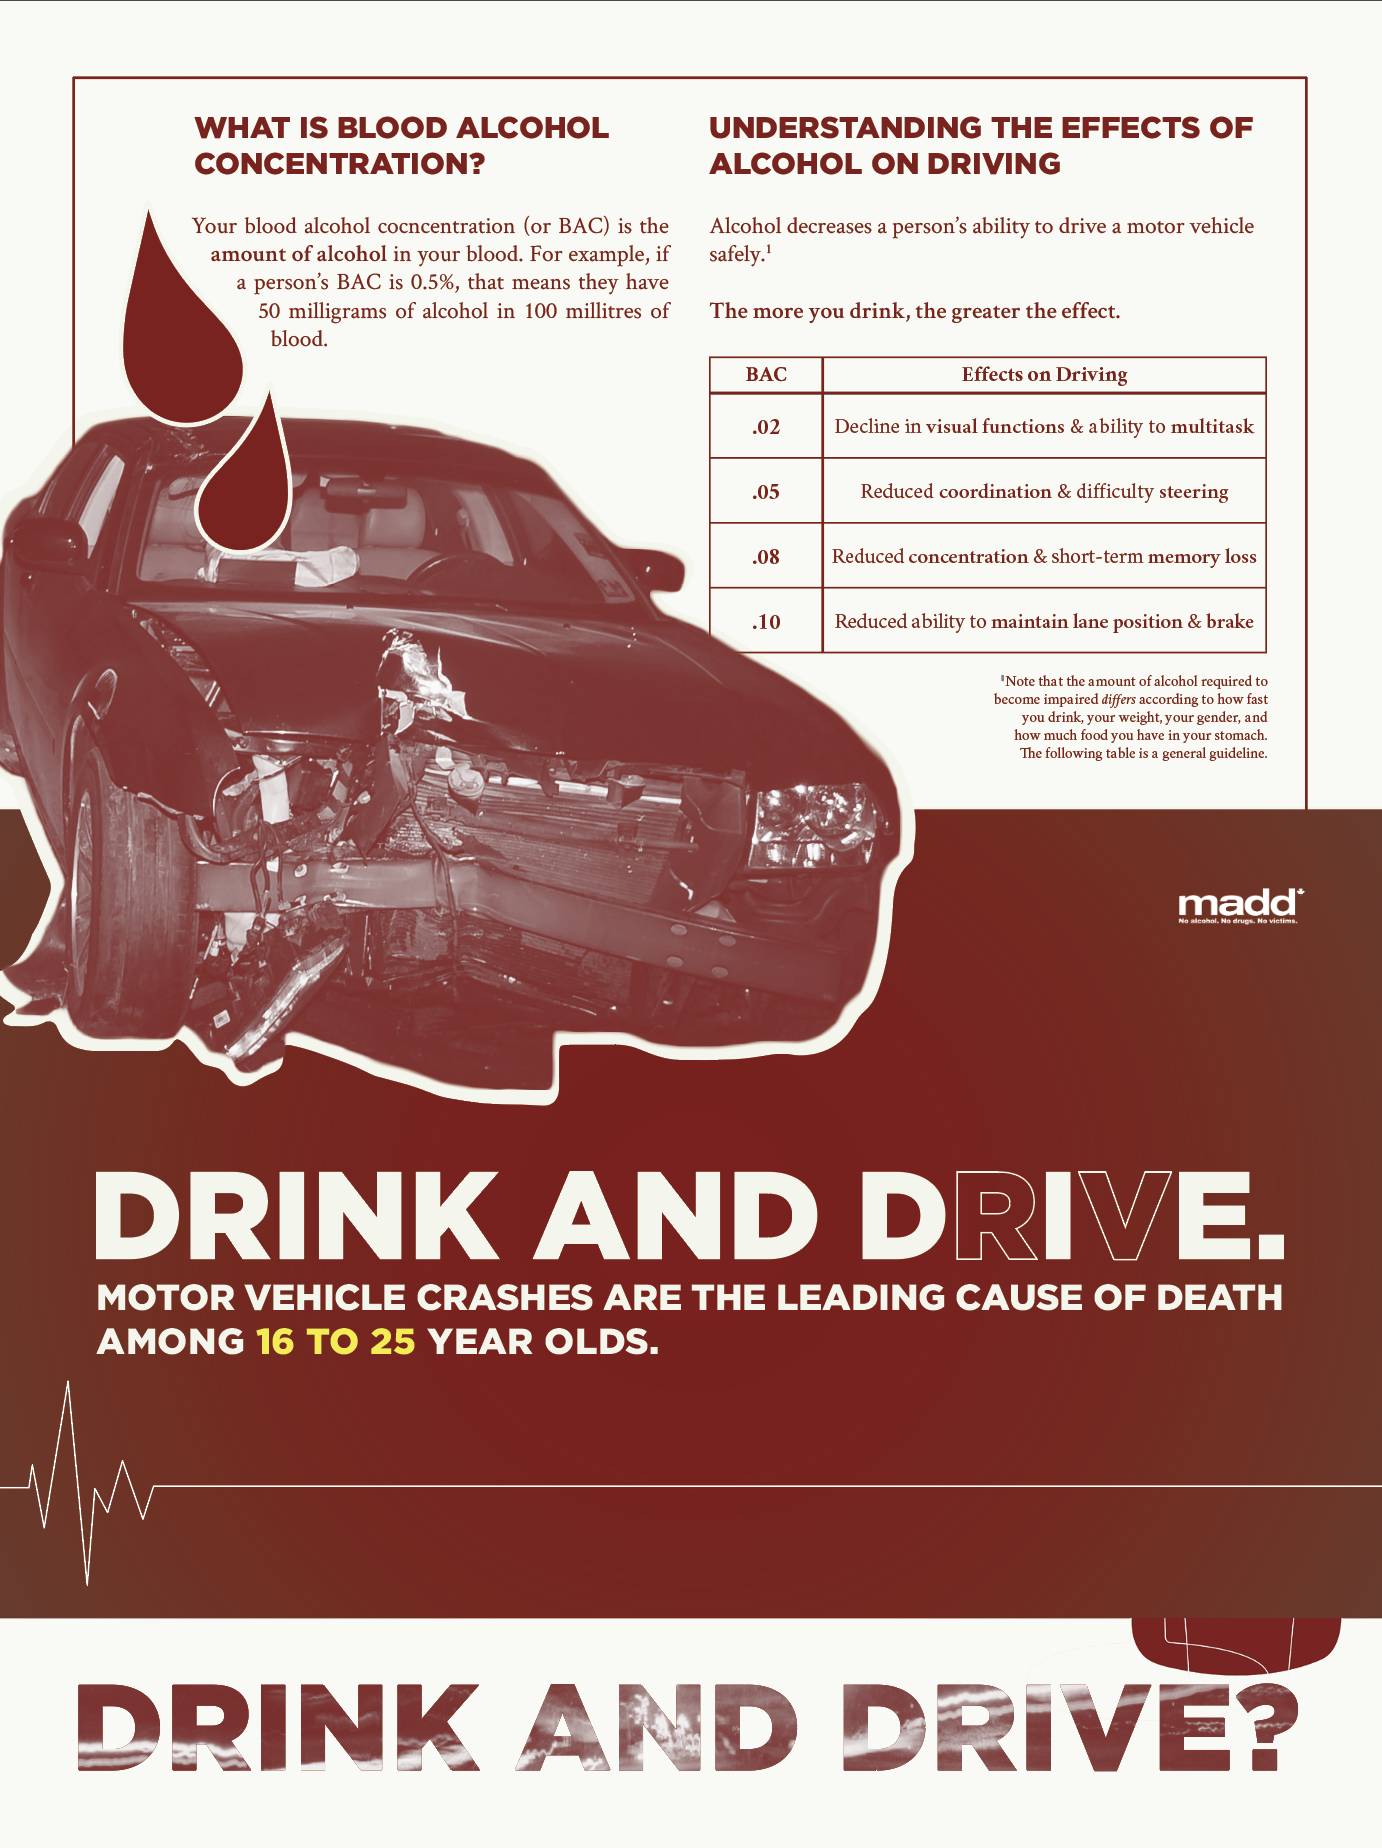 WHAT IS BLOOD ALCOHOL
CONCENTRATION?
Your blood alcohol cocncentration (or BAC) is the
amount of alcohol in your blood. For example, if
a person's BAC is 0.5%, that means they have
50 milligrams of alcohol in 100 millitres of
blood.
UNDERSTANDING THE EFFECTS OF
ALCOHOL ON DRIVING
Alcohol decreases a person's ability to drive a motor vehicle
safely.¹
The more you drink, the greater the effect.
BAC Effects on Driving
.02 Decline in visual functions & ability to multitask
.05 Reduced coordination & difficulty steering
.08 Reduced concentration & short-term memory loss
.10 Reduced ability to maintain lane position & brake
¹Note that the amount of alcohol required to
become impaired differs according to how fast
you drink, your weight, your gender, and
how much food you have in your stomach.
The following table is a general guideline.
madd
No alcohol. No drugs. No victims.
DRINK AND DRIVE.
MOTOR VEHICLE CRASHES ARE THE LEADING CAUSE OF DEATH
AMONG 16 TO 25 YEAR OLDS.
DRINK AND DRIVE?